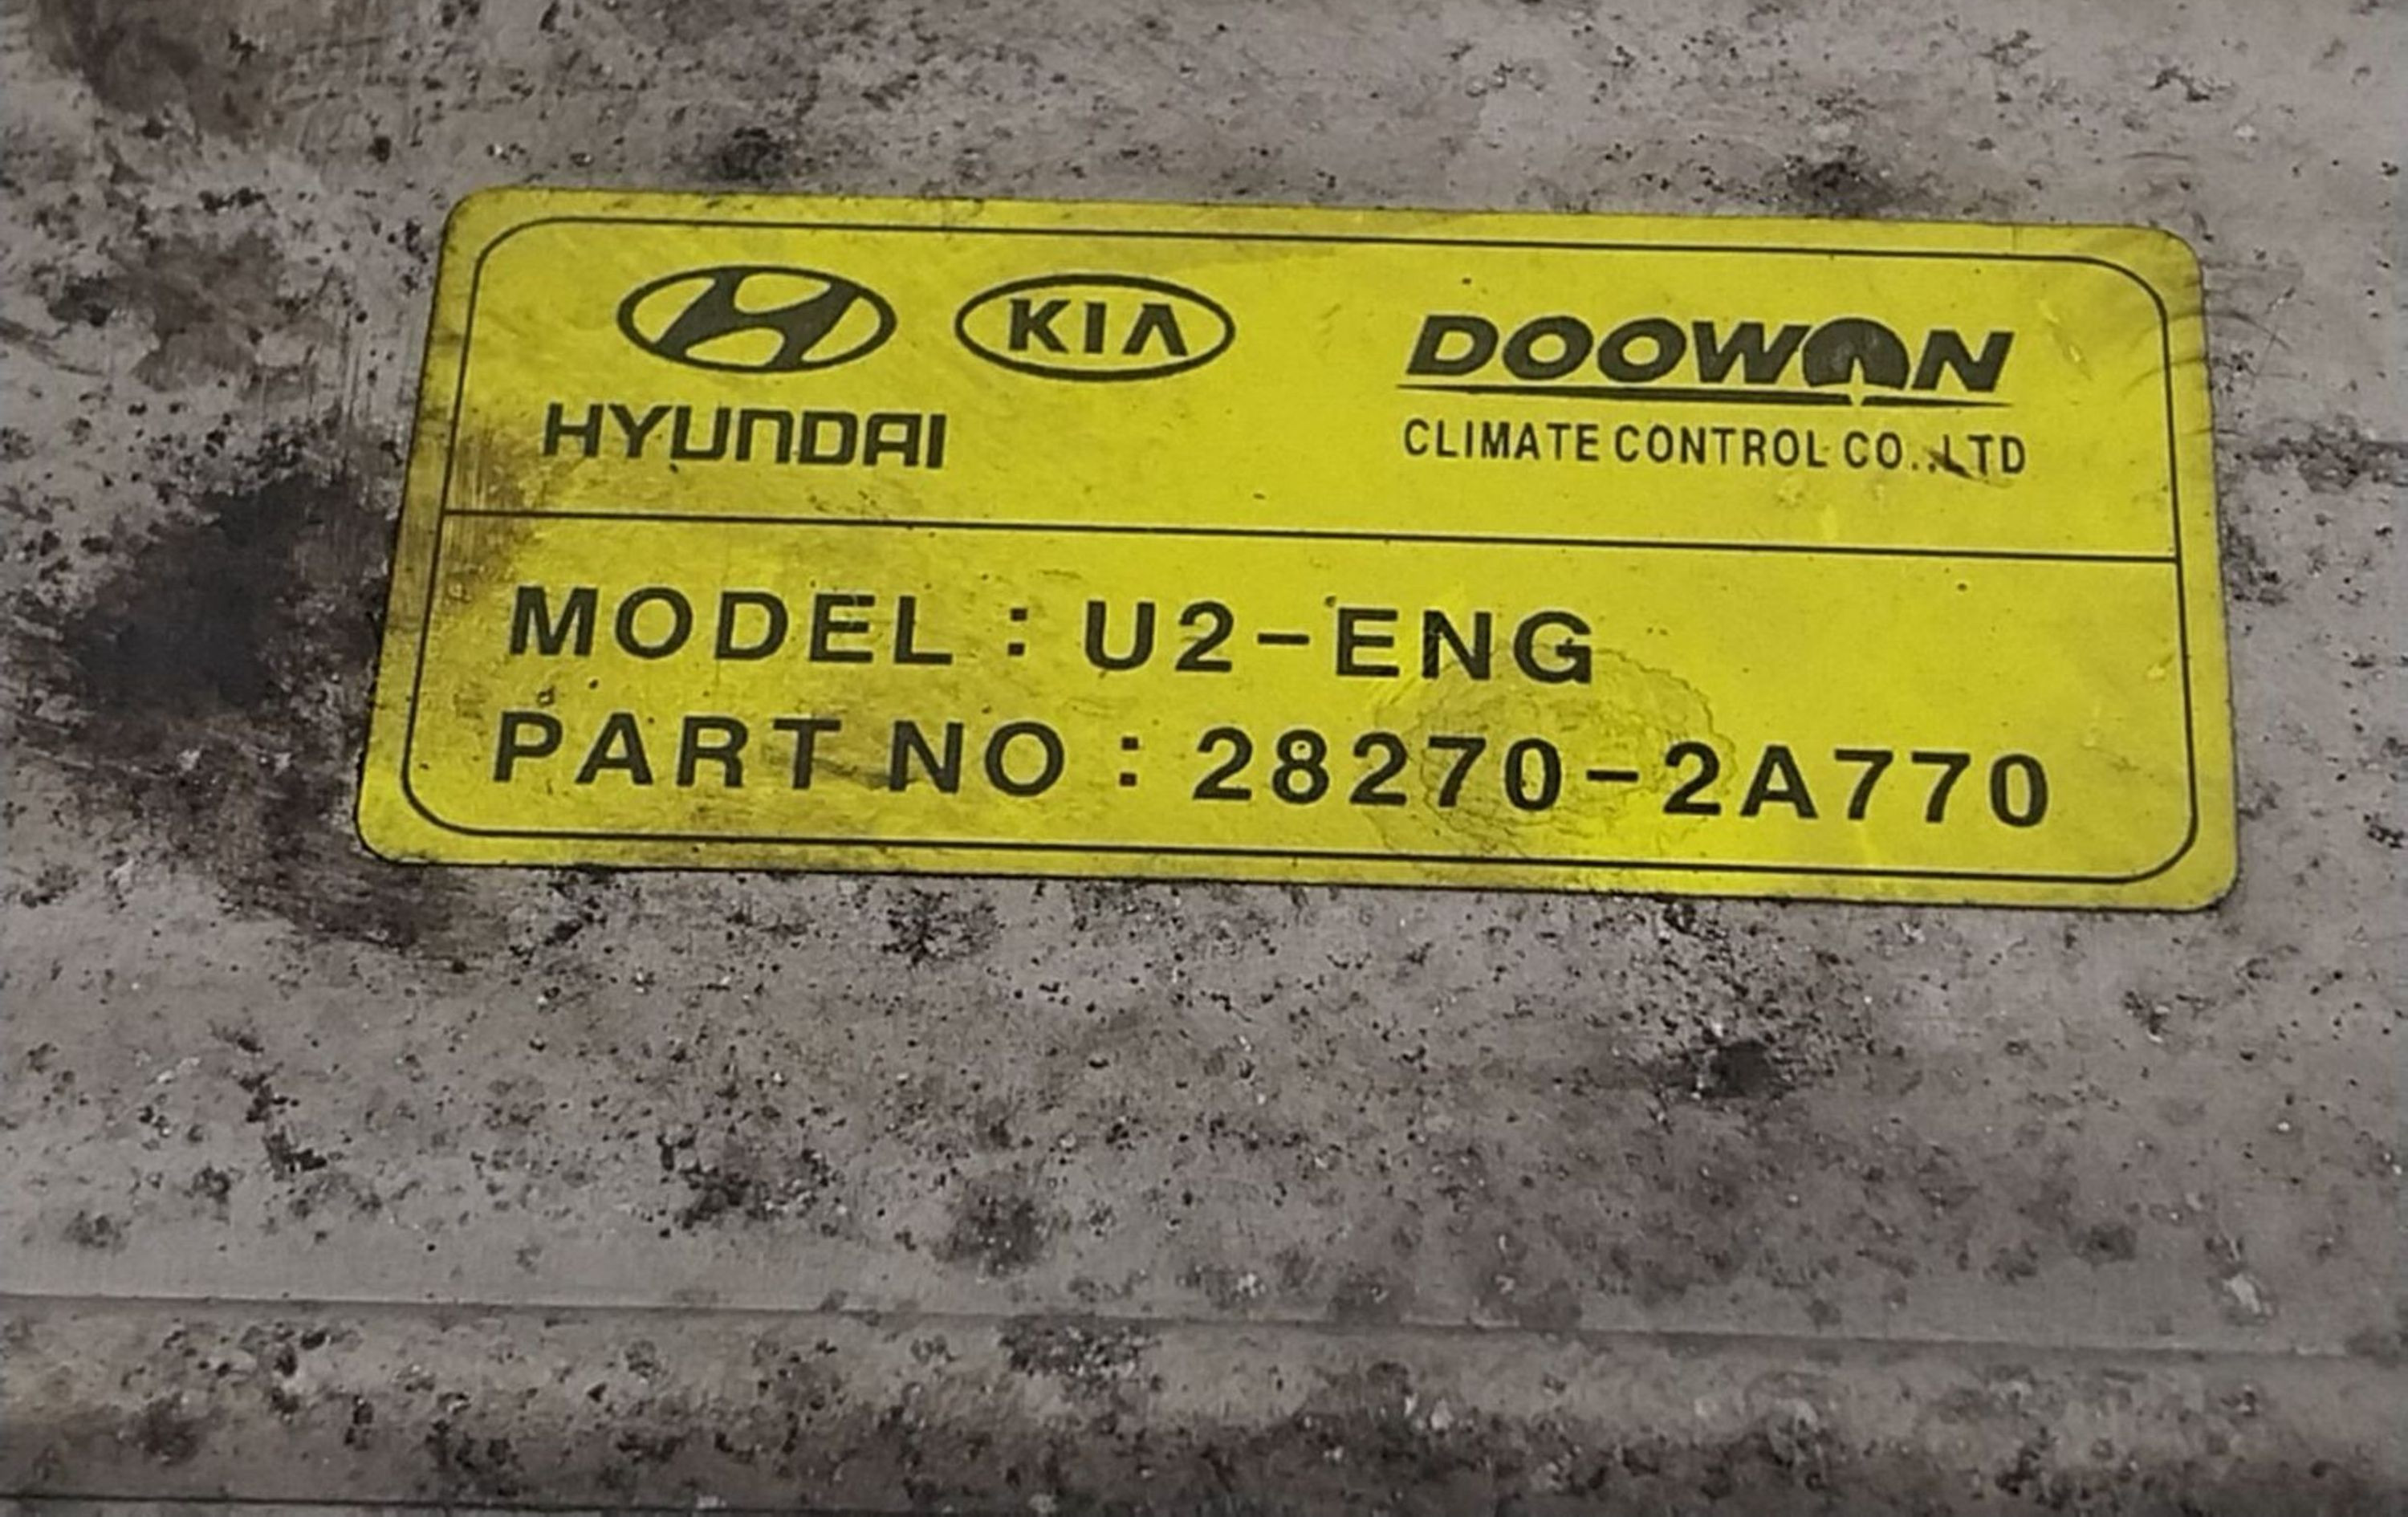 KIA
HYUNDAI
DOOWON
CLIMATE CONTROL CO.,LTD
MODEL : U2-ENG
PART NO : 28270-2A770